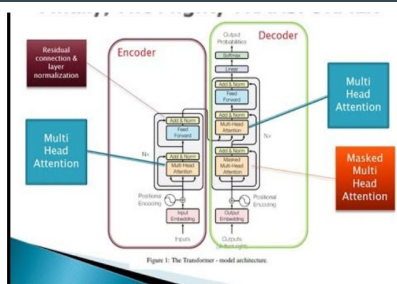 Encoder
Decoder
Residual
connection &
layer
normalization
Multi
Head
Attention
Multi
Head
Attention
Masked
Multi
Head
Attention
Output
Probabilities
Softmax
Linear
Add & Norm
Feed
Forward
Add & Norm
Multi-Head
Attention
Add & Norm
Masked
Multi-Head
Attention
Nx
Add & Norm
Feed
Forward
Add & Norm
Multi-Head
Attention
Nx
Positional
Encoding
Positional
Encoding
Input
Embedding
Output
Embedding
Inputs
Outputs
Figure 1: The Transformer - model architecture.